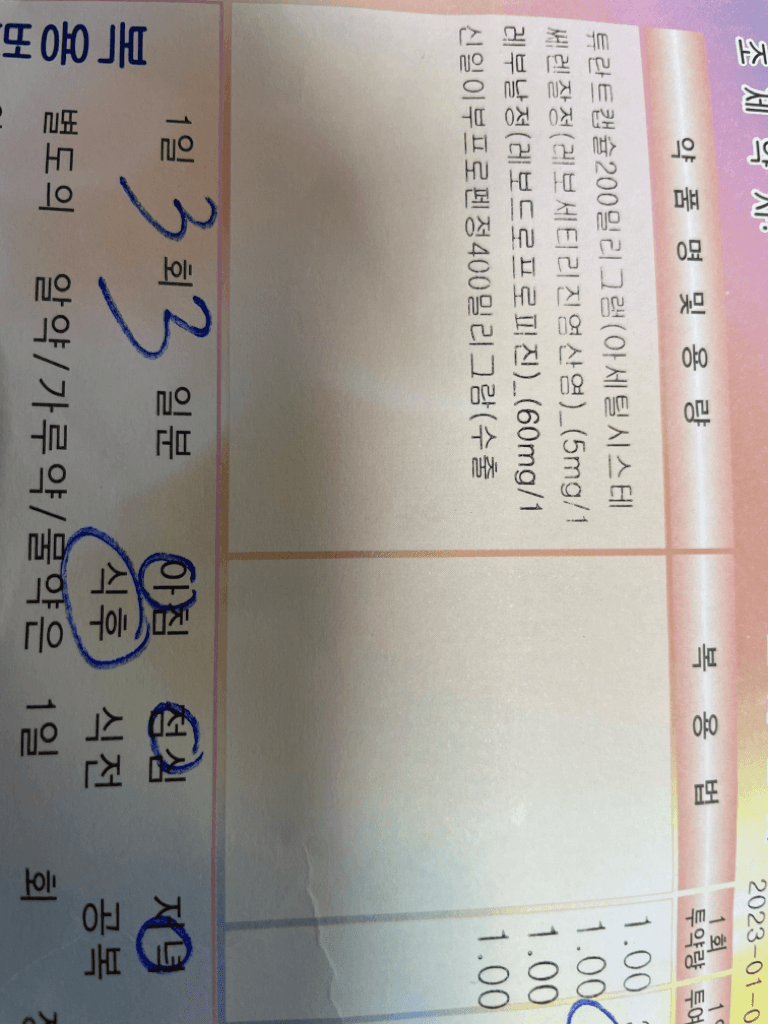 조 제 약 사:
2023-01-0
약 품 명 및 용 량 복 용 법 1회 투약량
투란트캡슐200밀리그램(아세틸시스테 1.00
쎄렌잘정(레보세티리진염산염)_(5mg/1 1.00
레부날정(레보드로프로피진)_(60mg/1 1.00
신일이부프로펜정400밀리그람(수출 1.00
복용법
1일 3 회 3 일분 아침 점심 저녁
식후 식전 공복
별도의 알약/가루약/물약은 1일 회